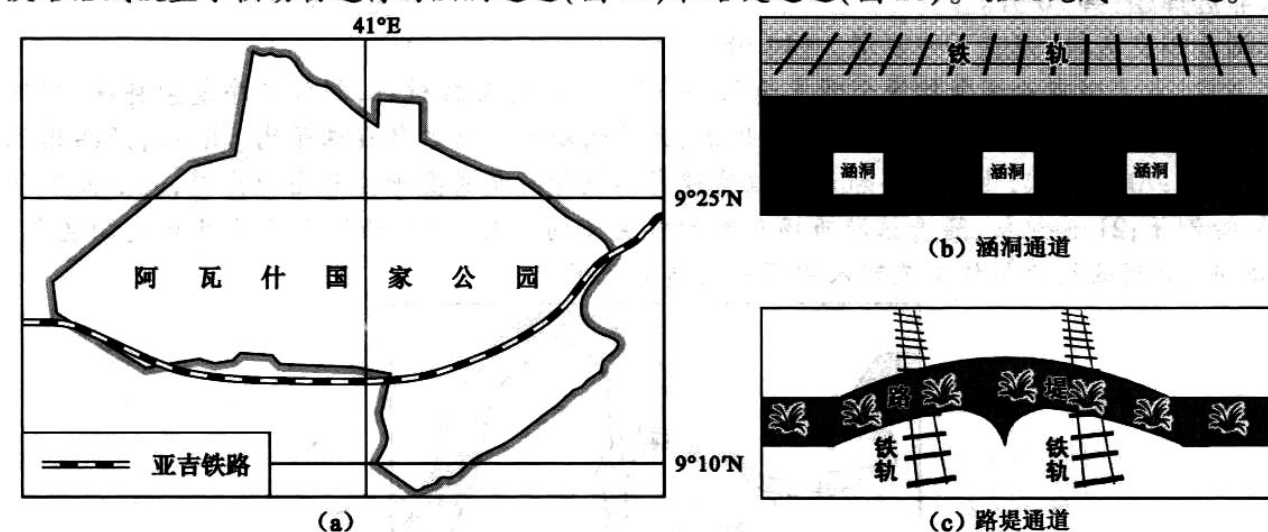 41°E
9°25′N
阿瓦什国家公园
亚吉铁路
9°10′N
(a)
铁轨
涵洞 涵洞 涵洞
(b) 涵洞通道
路堤
铁轨 铁轨
(c) 路堤通道